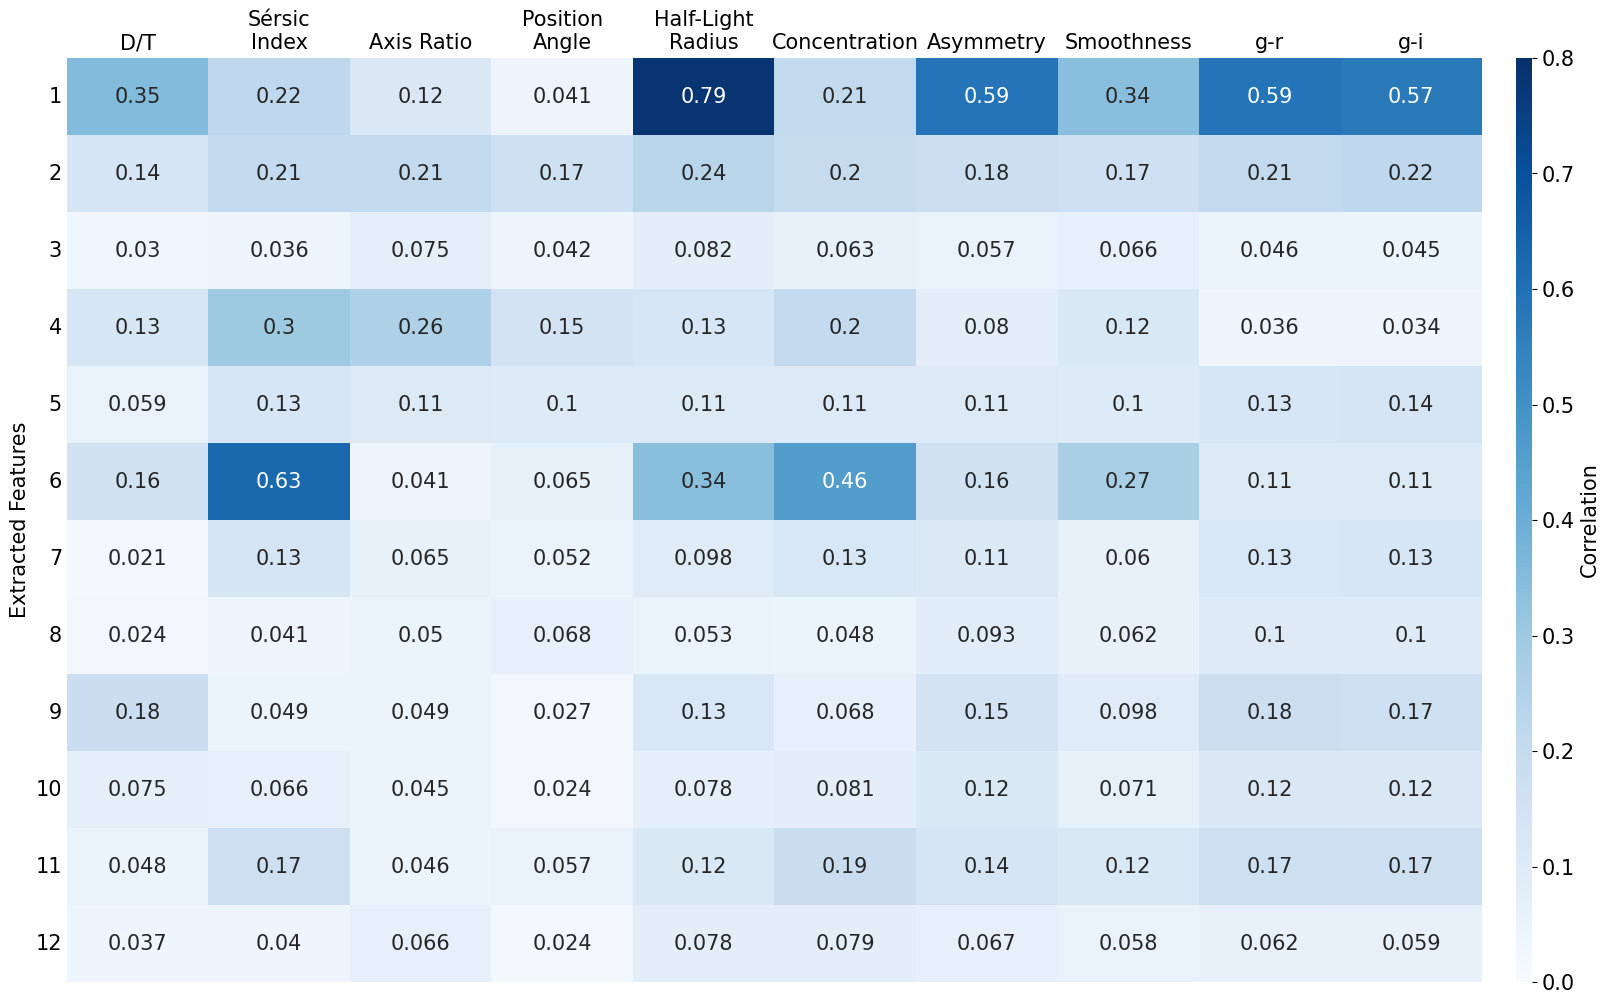 Sérsic Position Half-Light
D/T Index Axis Ratio Angle Radius Concentration Asymmetry Smoothness g-r g-i
1 0.35 0.22 0.12 0.041 0.79 0.21 0.59 0.34 0.59 0.57
2 0.14 0.21 0.21 0.17 0.24 0.2 0.18 0.17 0.21 0.22
3 0.03 0.036 0.075 0.042 0.082 0.063 0.057 0.066 0.046 0.045
4 0.13 0.3 0.26 0.15 0.13 0.2 0.08 0.12 0.036 0.034
5 0.059 0.13 0.11 0.1 0.11 0.11 0.11 0.1 0.13 0.14
6 0.16 0.63 0.041 0.065 0.34 0.46 0.16 0.27 0.11 0.11
7 0.021 0.13 0.065 0.052 0.098 0.13 0.11 0.06 0.13 0.13
8 0.024 0.041 0.05 0.068 0.053 0.048 0.093 0.062 0.1 0.1
9 0.18 0.049 0.049 0.027 0.13 0.068 0.15 0.098 0.18 0.17
10 0.075 0.066 0.045 0.024 0.078 0.081 0.12 0.071 0.12 0.12
11 0.048 0.17 0.046 0.057 0.12 0.19 0.14 0.12 0.17 0.17
12 0.037 0.04 0.066 0.024 0.078 0.079 0.067 0.058 0.062 0.059
Extracted Features
0.8
0.7
0.6
0.5
0.4
0.3
0.2
0.1
0.0
Correlation